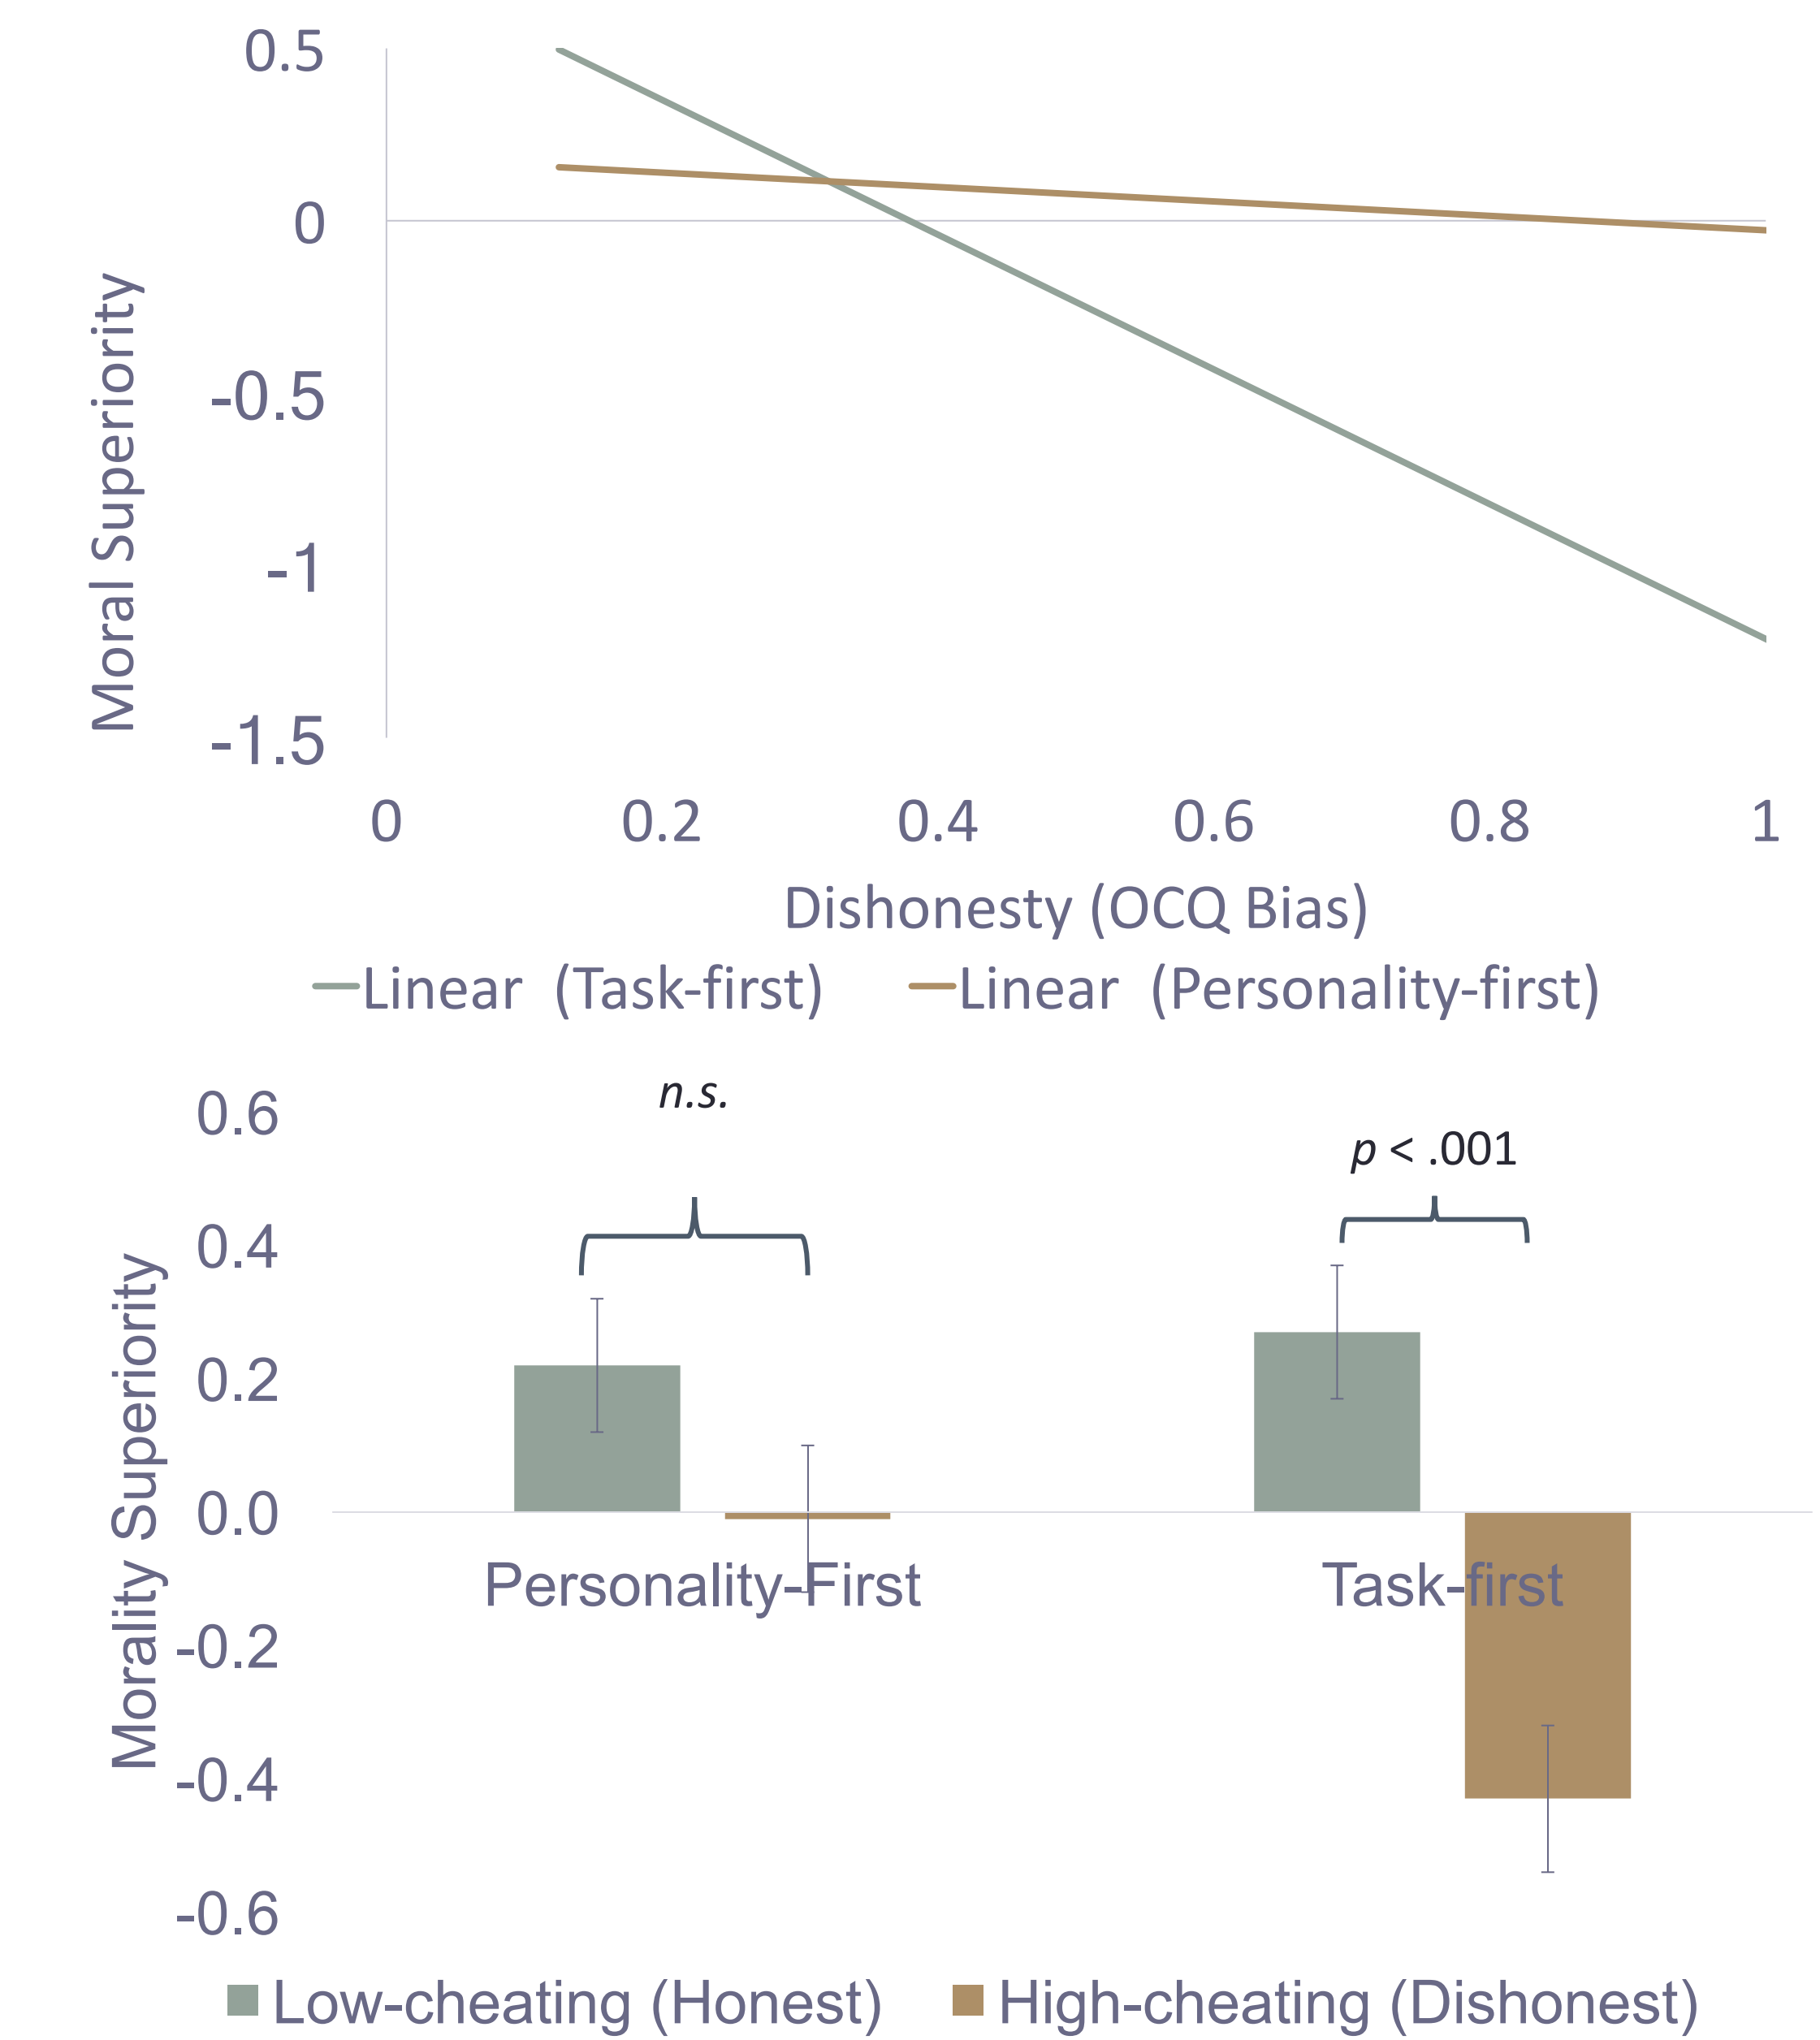 0.5
0
-0.5
-1
-1.5
Moral Superiority
0 0.2 0.4 0.6 0.8 1
Dishonesty (OCQ Bias)
Linear (Task-first) Linear (Personality-first)
n.s.
p < .001
0.6
0.4
0.2
0.0
-0.2
-0.4
-0.6
Morality Superiority
Personality-First Task-first
Low-cheating (Honest) High-cheating (Dishonest)